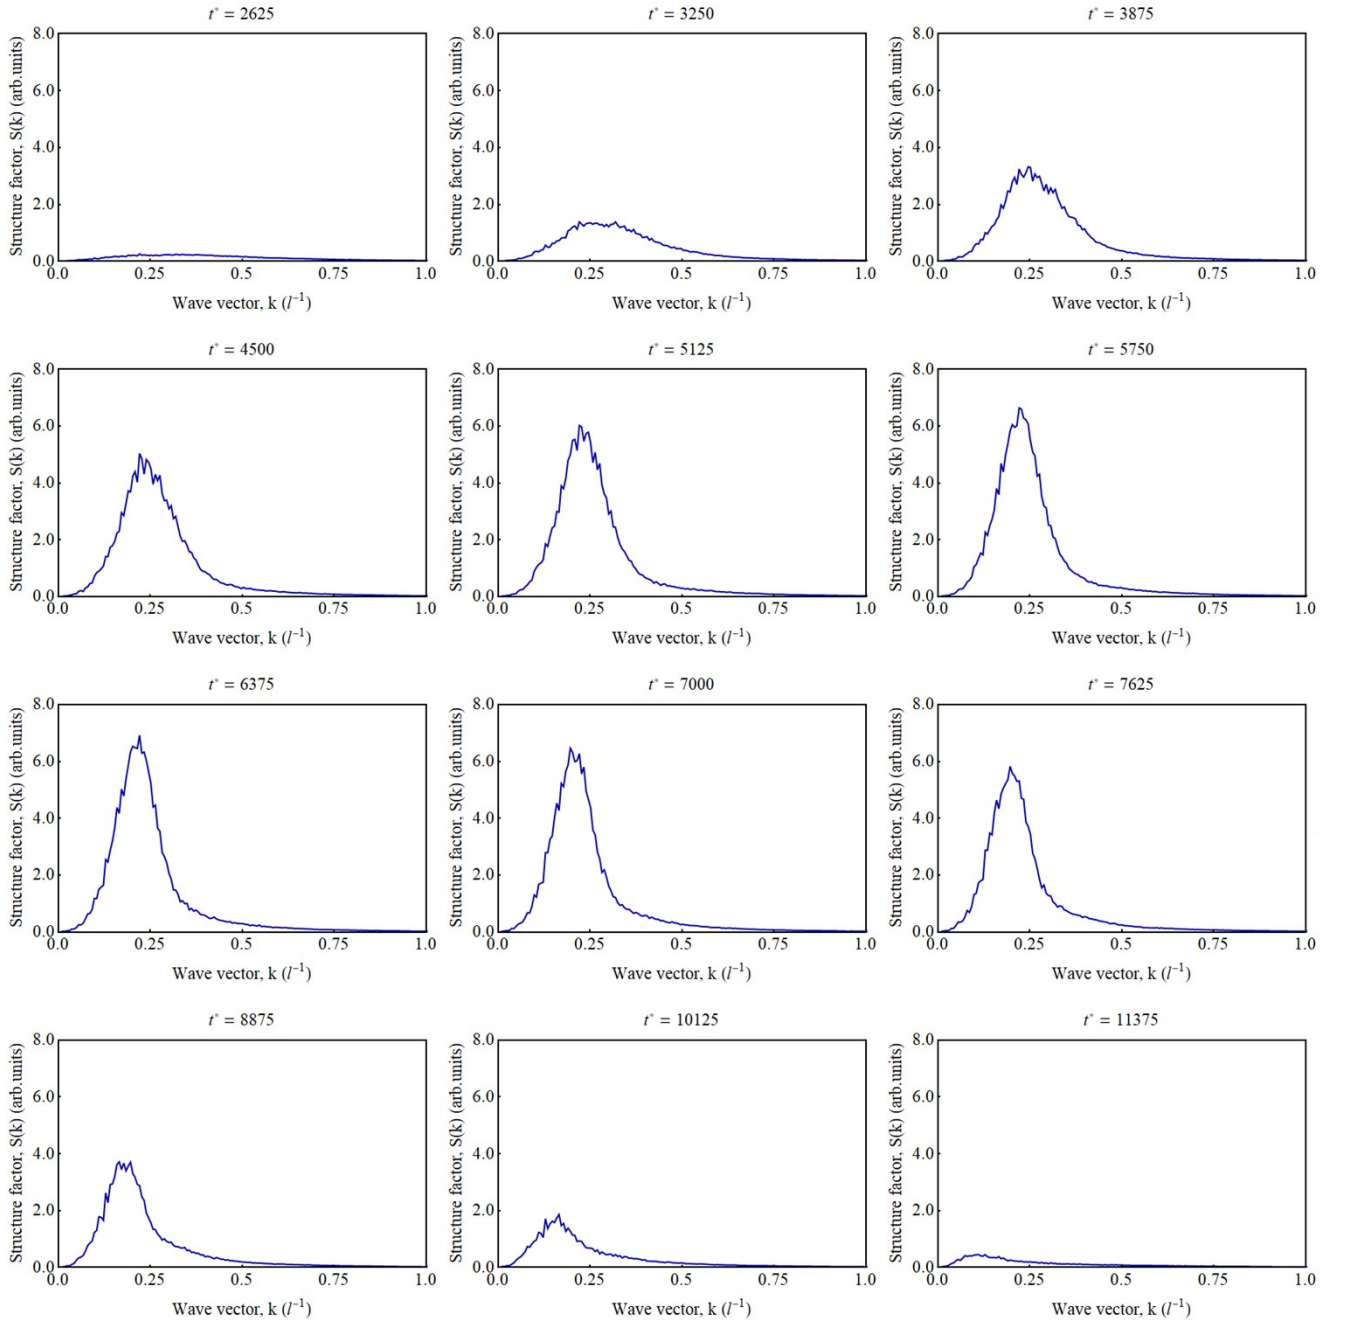 t* = 2625
8.0
6.0
4.0
2.0
0.0
Structure factor, S(k) (arb.units)
0.0 0.25 0.5 0.75 1.0
Wave vector, k (l⁻¹)
t* = 3250
8.0
6.0
4.0
2.0
0.0
Structure factor, S(k) (arb.units)
0.0 0.25 0.5 0.75 1.0
Wave vector, k (l⁻¹)
t* = 3875
8.0
6.0
4.0
2.0
0.0
Structure factor, S(k) (arb.units)
0.0 0.25 0.5 0.75 1.0
Wave vector, k (l⁻¹)
t* = 4500
8.0
6.0
4.0
2.0
0.0
Structure factor, S(k) (arb.units)
0.0 0.25 0.5 0.75 1.0
Wave vector, k (l⁻¹)
t* = 5125
8.0
6.0
4.0
2.0
0.0
Structure factor, S(k) (arb.units)
0.0 0.25 0.5 0.75 1.0
Wave vector, k (l⁻¹)
t* = 5750
8.0
6.0
4.0
2.0
0.0
Structure factor, S(k) (arb.units)
0.0 0.25 0.5 0.75 1.0
Wave vector, k (l⁻¹)
t* = 6375
8.0
6.0
4.0
2.0
0.0
Structure factor, S(k) (arb.units)
0.0 0.25 0.5 0.75 1.0
Wave vector, k (l⁻¹)
t* = 7000
8.0
6.0
4.0
2.0
0.0
Structure factor, S(k) (arb.units)
0.0 0.25 0.5 0.75 1.0
Wave vector, k (l⁻¹)
t* = 7625
8.0
6.0
4.0
2.0
0.0
Structure factor, S(k) (arb.units)
0.0 0.25 0.5 0.75 1.0
Wave vector, k (l⁻¹)
t* = 8875
8.0
6.0
4.0
2.0
0.0
Structure factor, S(k) (arb.units)
0.0 0.25 0.5 0.75 1.0
Wave vector, k (l⁻¹)
t* = 10125
8.0
6.0
4.0
2.0
0.0
Structure factor, S(k) (arb.units)
0.0 0.25 0.5 0.75 1.0
Wave vector, k (l⁻¹)
t* = 11375
8.0
6.0
4.0
2.0
0.0
Structure factor, S(k) (arb.units)
0.0 0.25 0.5 0.75 1.0
Wave vector, k (l⁻¹)